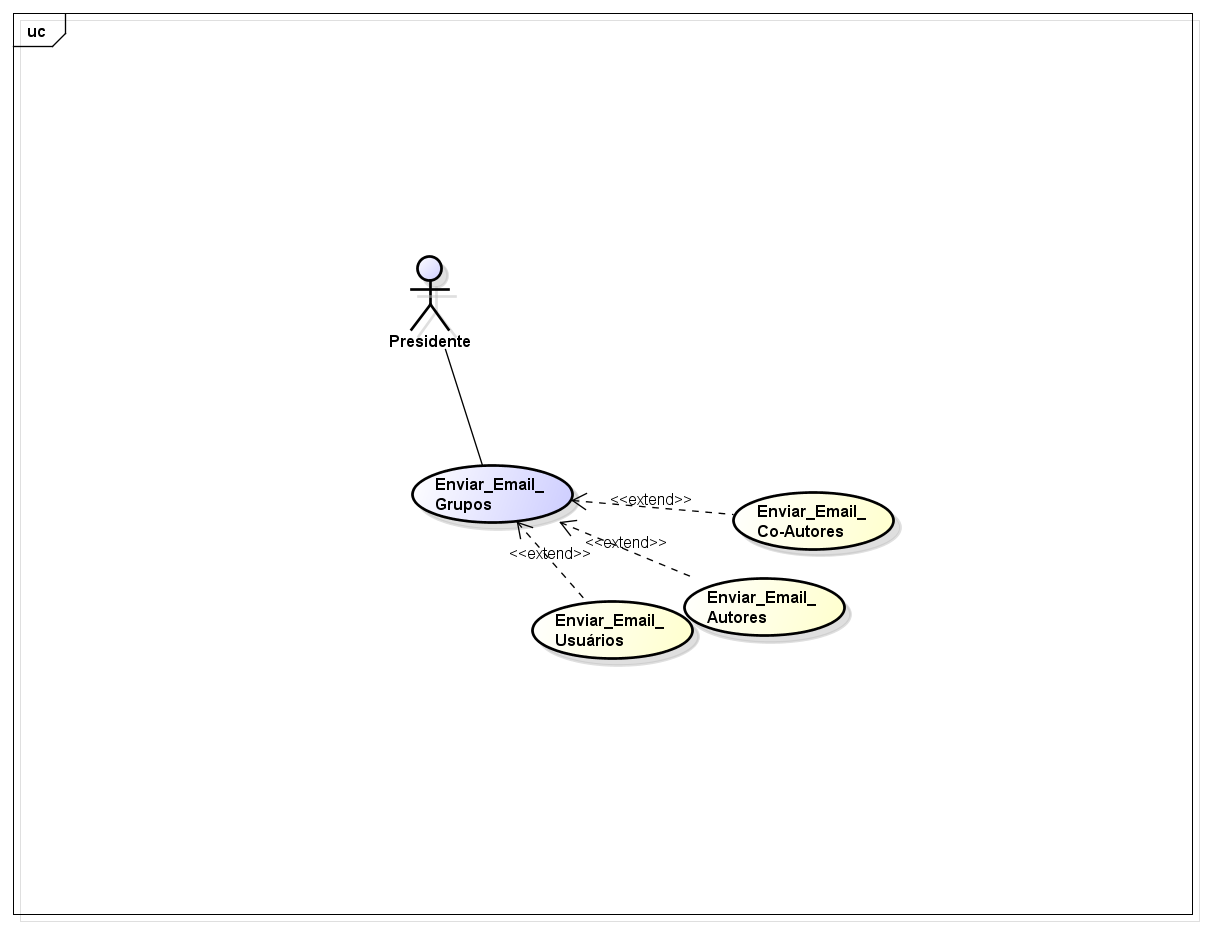 uc
Presidente
Enviar_Email_
Grupos
<<extend>>
Enviar_Email_
Co-Autores
<<extend>>
<<extend>>
Enviar_Email_
Autores
Enviar_Email_
Usuários